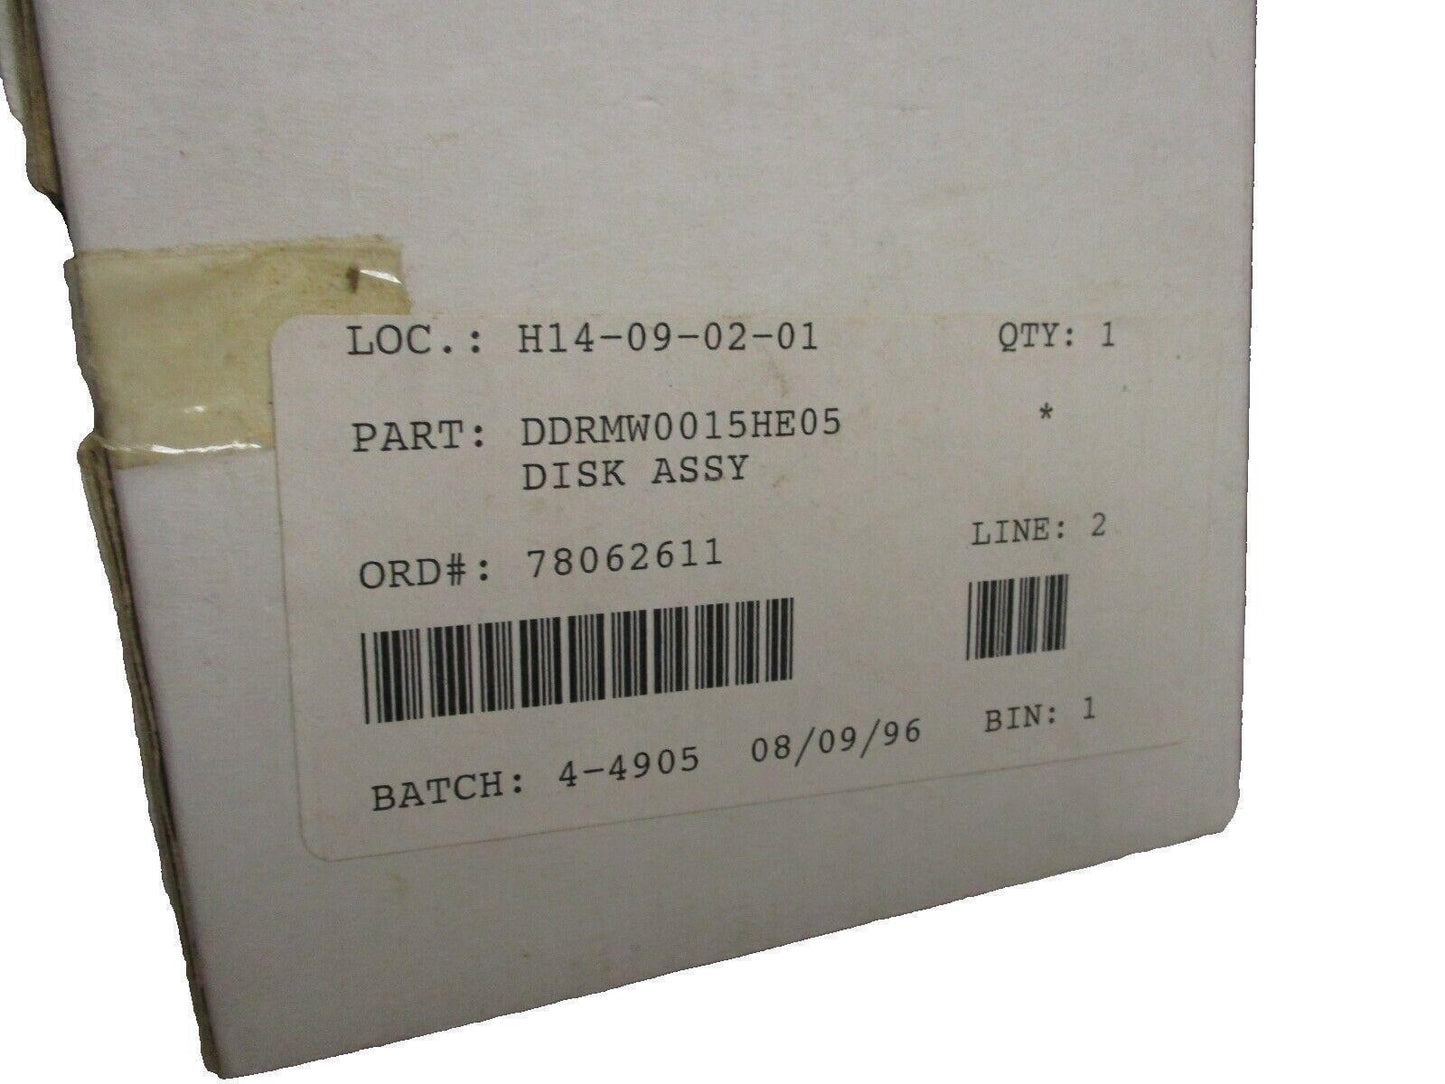 LOC.: H14-09-02-01 QTY: 1
PART: DDRMW0015HE05 *
DISK ASSY
ORD#: 78062611 LINE: 2
BATCH: 4-4905 08/09/96 BIN: 1